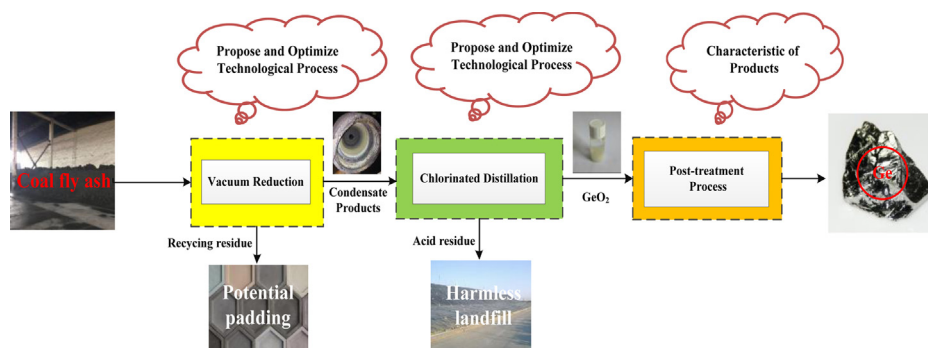 Propose and Optimize
Technological Process
Propose and Optimize
Technological Process
Characteristic of
Products
Coal fly ash
Vacuum Reduction
Condensate
Products
Chlorinated Distillation
GeO₂
Post-treatment
Process
Ge
Recycing residue
Acid residue
Potential
padding
Harmless
landfill